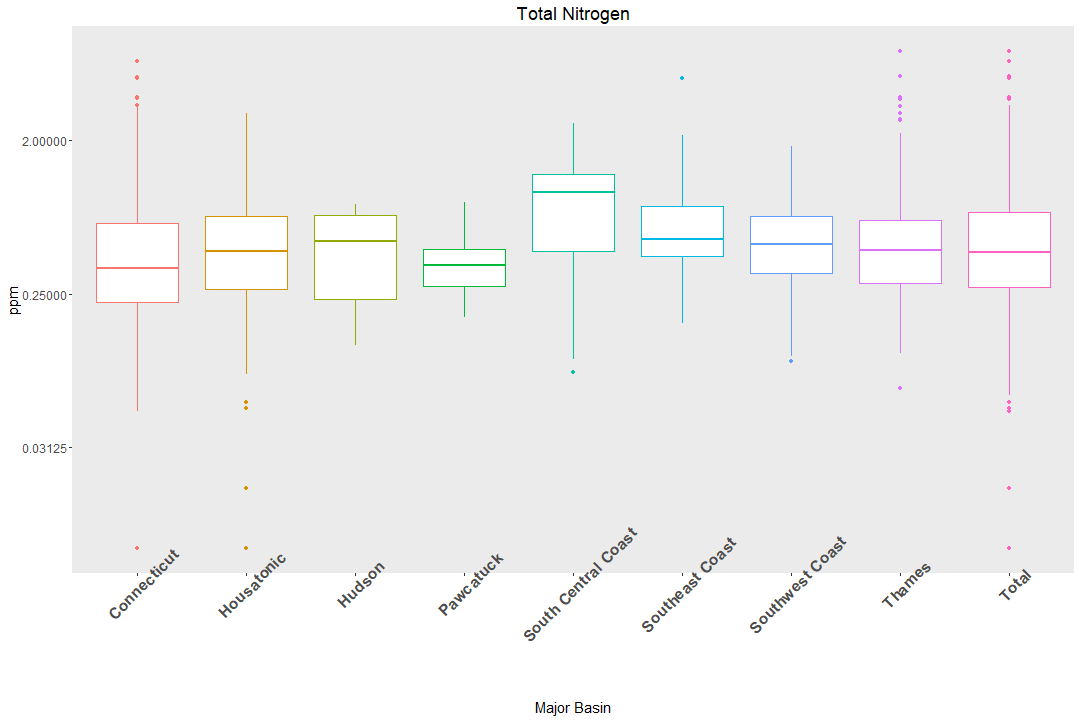 Total Nitrogen
2.00000
0.25000
0.03125
ppm
Connecticut
Housatonic
Hudson
Pawcatuck
South Central Coast
Southeast Coast
Southwest Coast
Thames
Total
Major Basin